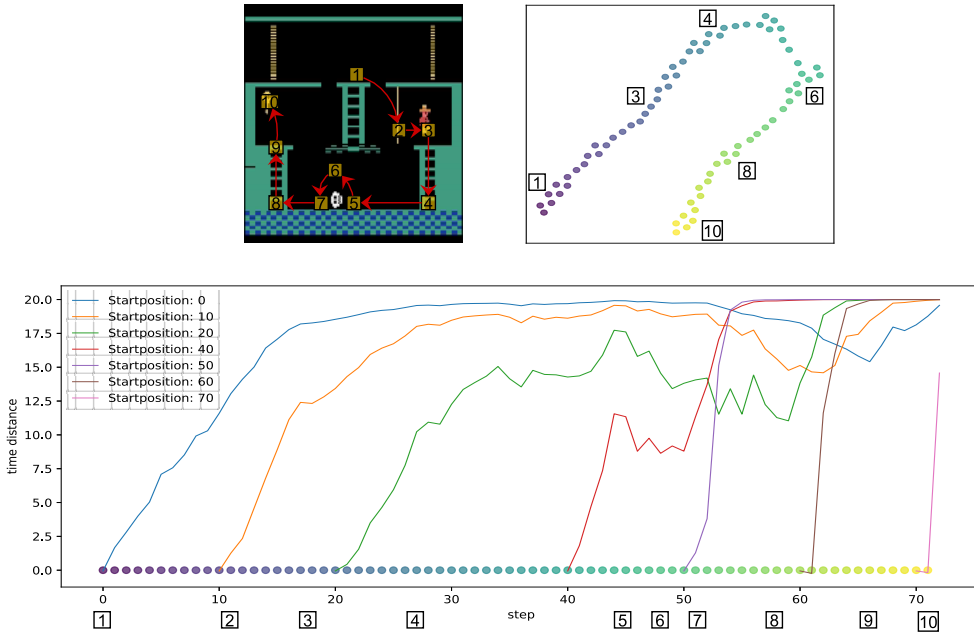 1
2
3
4
5
6
7
8
9
10
1
3
4
6
8
10
Startposition: 0
Startposition: 10
Startposition: 20
Startposition: 40
Startposition: 50
Startposition: 60
Startposition: 70
time distance
20.0
17.5
15.0
12.5
10.0
7.5
5.0
2.5
0.0
0 10 20 30 40 50 60 70
step
1 2 3 4 5 6 7 8 9 10